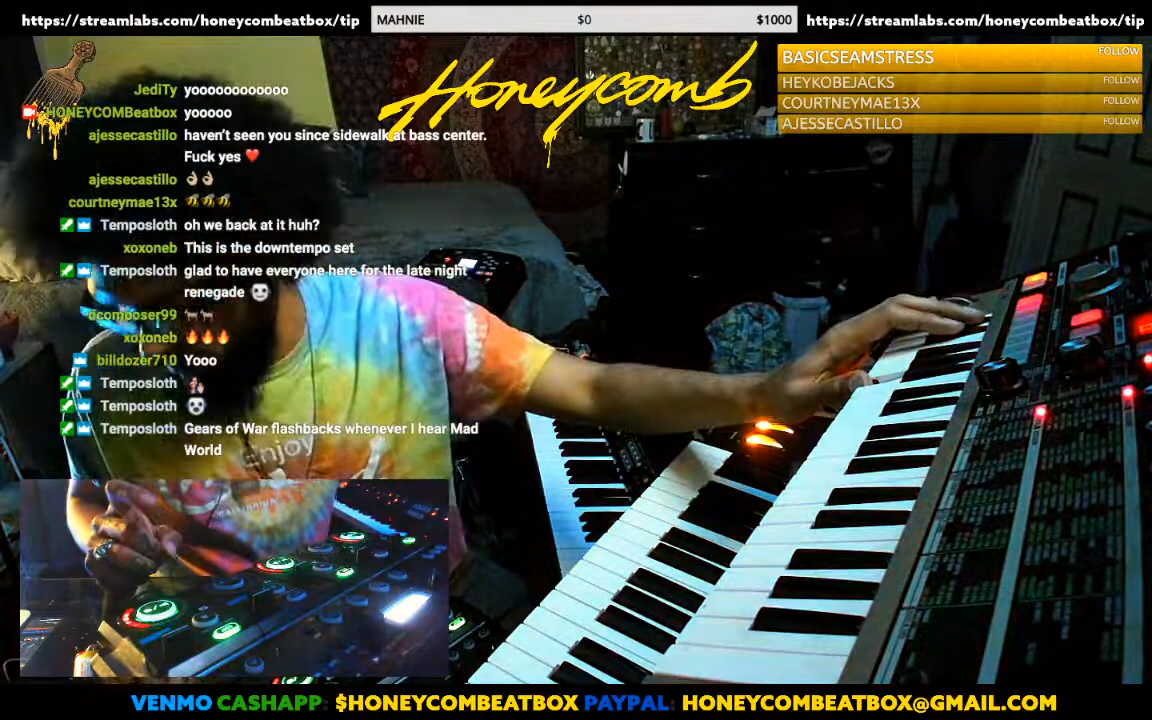 https://streamlabs.com/honeycombeatbox/tip
MAHNIE $0 $1000
https://streamlabs.com/honeycombeatbox/tip
Honeycomb
BASICSEAMSTRESS FOLLOW
HEYKOBEJACKS FOLLOW
COURTNEYMAE13X FOLLOW
AJESSECASTILLO FOLLOW
JediTy yoooooooooooo
HONEYCOMBeatbox yooooo
ajessecastillo haven't seen you since sidewalk at bass center.
Fuck yes ❤️
ajessecastillo 👌🏼👌🏼
courtneymae13x 🐝🐝🐝
Temposloth oh we back at it huh?
xoxoneb This is the downtempo set
Temposloth glad to have everyone here for the late night
renegade
dcomposer99 🐐🐐
xoxoneb 🔥🔥🔥
billdozer710 Yooo
Temposloth
Temposloth
Temposloth Gears of War flashbacks whenever I hear Mad
World
enjoy
VENMO CASHAPP: $HONEYCOMBEATBOX PAYPAL: HONEYCOMBEATBOX@GMAIL.COM